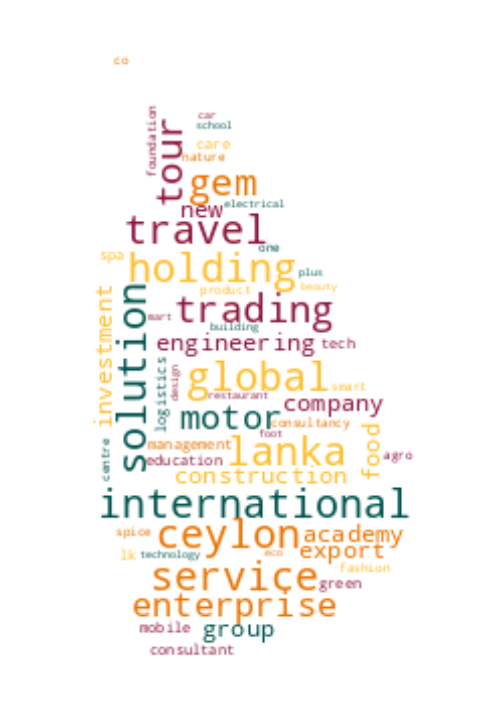 co
foundation
car
school
tour
care
nature
gem
new
electrical
travel
one
spa
holding
plus
product
beauty
investment
solution
trading
mart
building
engineering
tech
logistics
design
global
smart
restaurant
company
motor
consultancy
foot
management
lanka
food
agro
centre
education
construction
international
spice
ceylon
academy
export
lk
technology
eco
fashion
service
green
enterprise
mobile
group
consultant